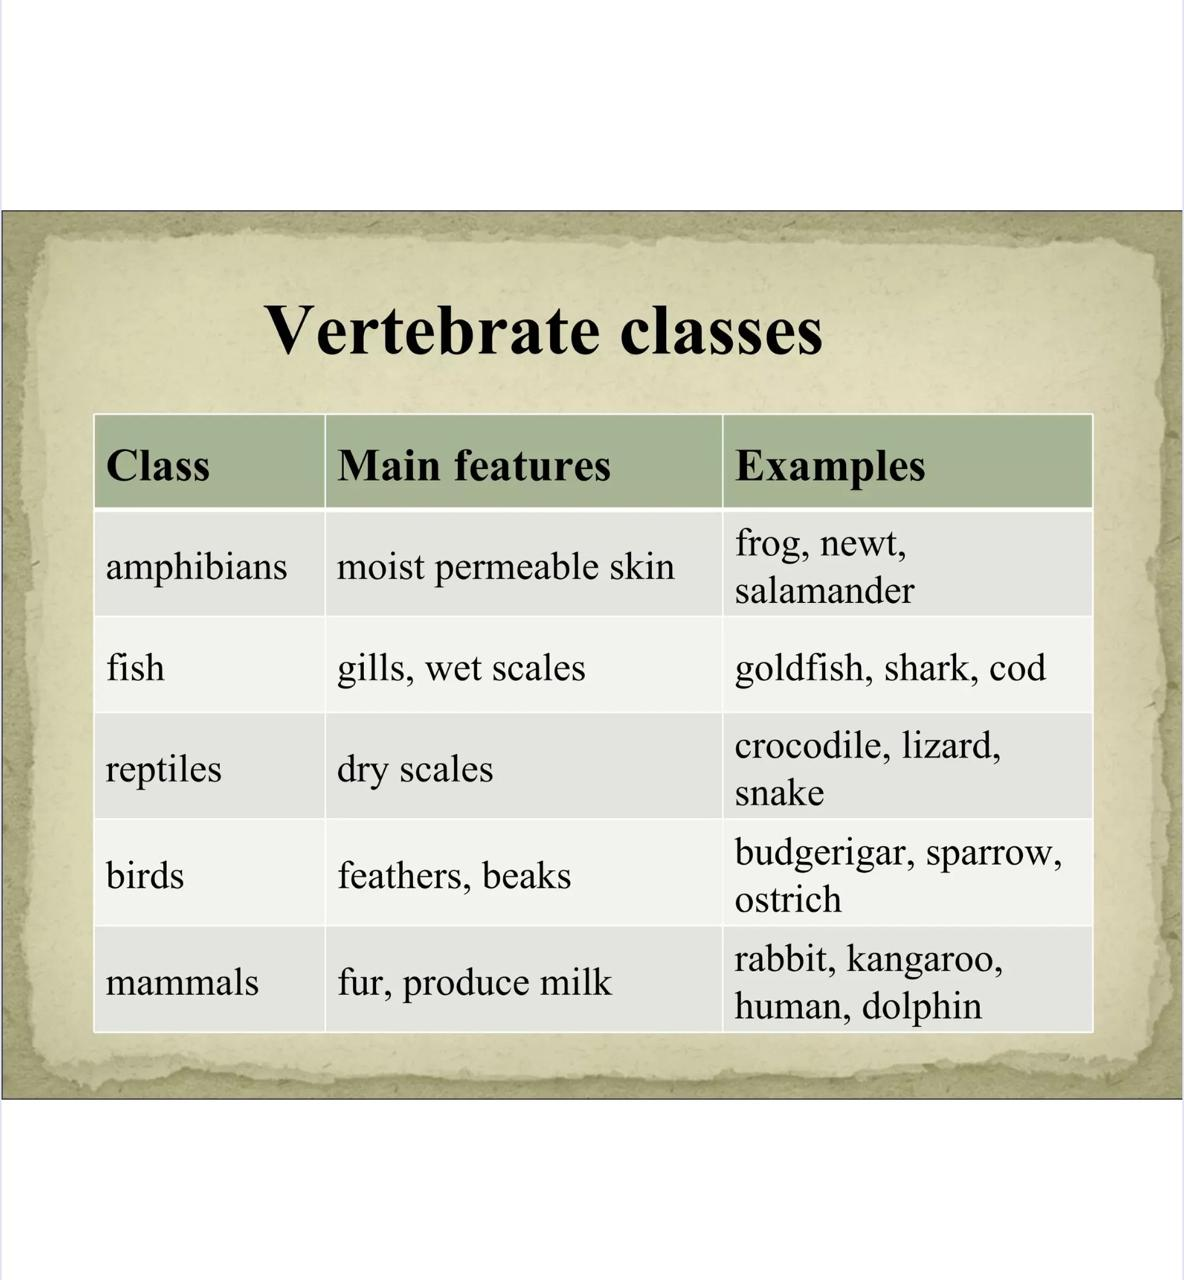 Vertebrate classes
Class Main features Examples
amphibians moist permeable skin frog, newt,
salamander
fish gills, wet scales goldfish, shark, cod
reptiles dry scales crocodile, lizard,
snake
birds feathers, beaks budgerigar, sparrow,
ostrich
mammals fur, produce milk rabbit, kangaroo,
human, dolphin